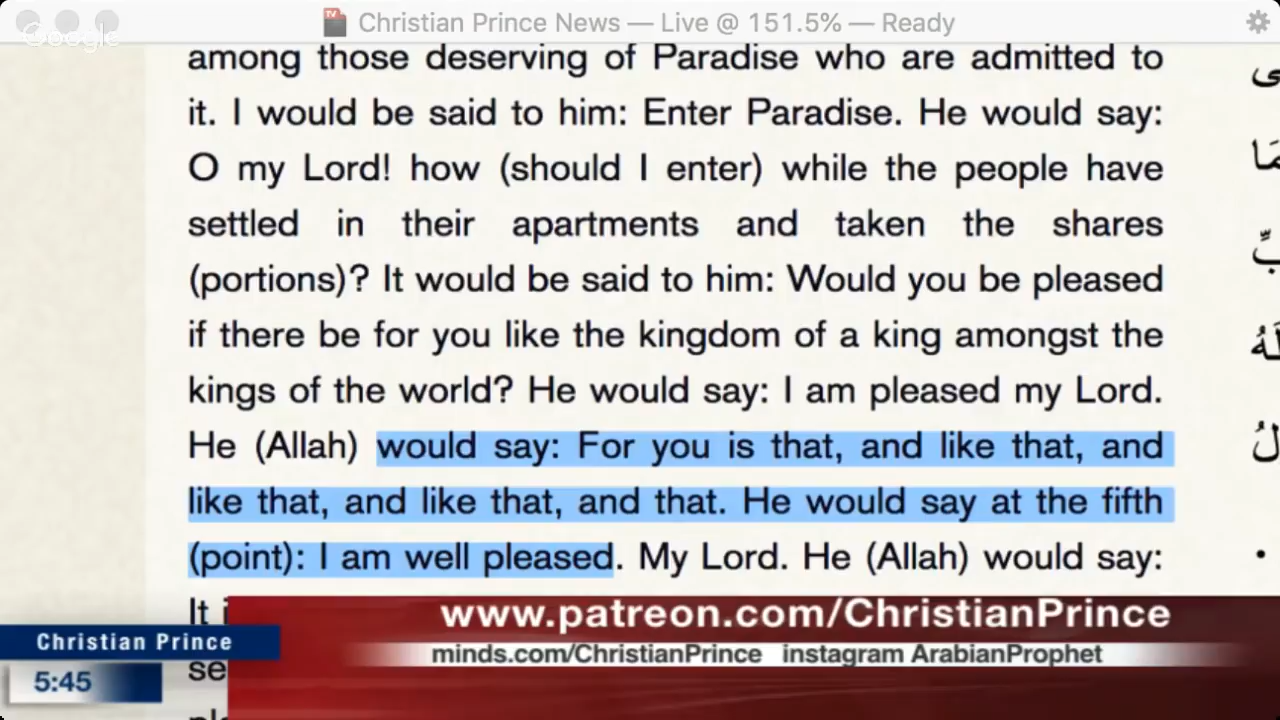 Christian Prince News — Live @ 151.5% — Ready
Google
among those deserving of Paradise who are admitted to
it. I would be said to him: Enter Paradise. He would say:
O my Lord! how (should I enter) while the people have
settled in their apartments and taken the shares
(portions)? It would be said to him: Would you be pleased
if there be for you like the kingdom of a king amongst the
kings of the world? He would say: I am pleased my Lord.
He (Allah) would say: For you is that, and like that, and
like that, and like that, and that. He would say at the fifth
(point): I am well pleased. My Lord. He (Allah) would say:
It
se
www.patreon.com/ChristianPrince
minds.com/ChristianPrince instagram ArabianProphet
Christian Prince
5:45